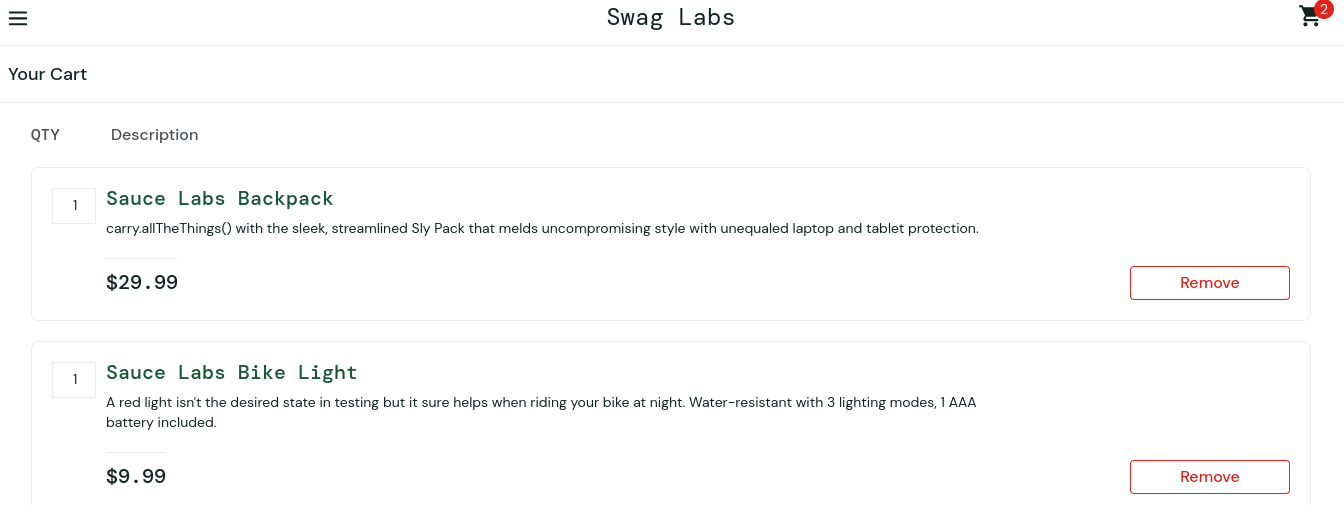 Swag Labs
2
Your Cart
QTY Description
1
Sauce Labs Backpack
carry.allTheThings() with the sleek, streamlined Sly Pack that melds uncompromising style with unequaled laptop and tablet protection.
$29.99
Remove
1
Sauce Labs Bike Light
A red light isn't the desired state in testing but it sure helps when riding your bike at night. Water-resistant with 3 lighting modes, 1 AAA
battery included.
$9.99
Remove